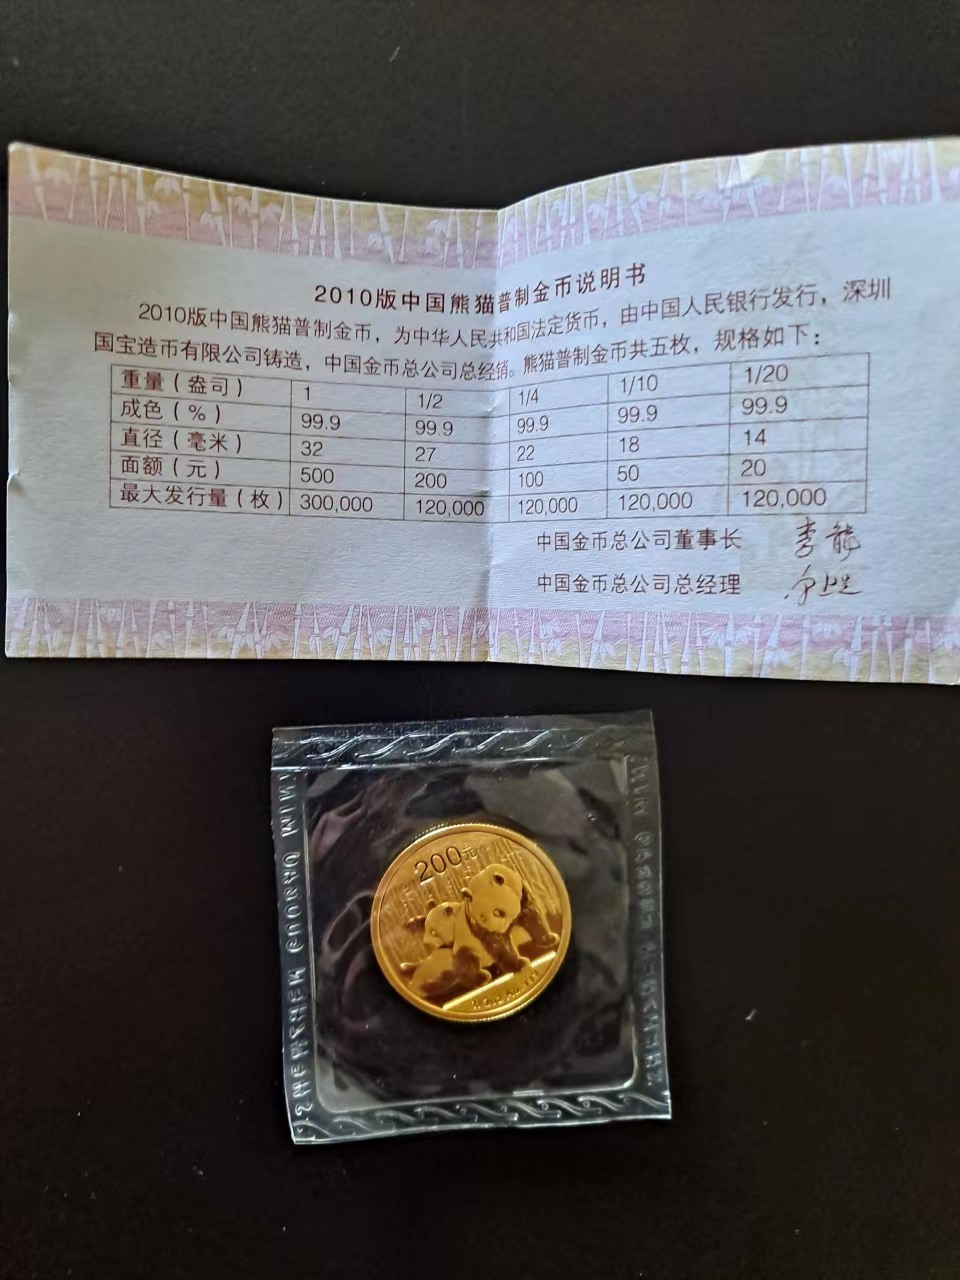 2010版中国熊猫普制金币说明书
2010版中国熊猫普制金币，为中华人民共和国法定货币，由中国人民银行发行，深圳
国宝造币有限公司铸造，中国金币总公司总经销。熊猫普制金币共五枚，规格如下：
重量（盎司） 1 1/2 1/4 1/10 1/20
成色（%） 99.9 99.9 99.9 99.9 99.9
直径（毫米） 32 27 22 18 14
面额（元） 500 200 100 50 20
最大发行量（枚） 300,000 120,000 120,000 120,000 120,000
中国金币总公司董事长
中国金币总公司总经理
200元